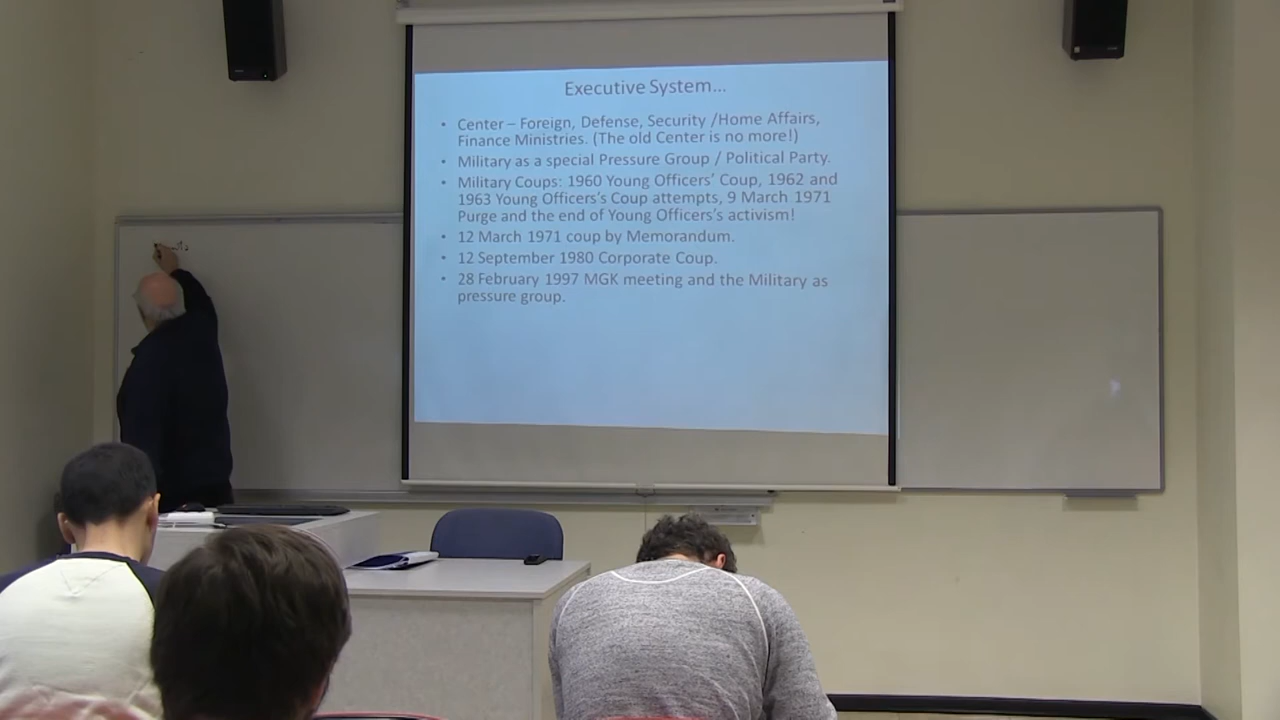 Executive System...
• Center – Foreign, Defense, Security /Home Affairs,
Finance Ministries. (The old Center is no more!)
• Military as a special Pressure Group / Political Party.
• Military Coups: 1960 Young Officers' Coup, 1962 and
1963 Young Officers's Coup attempts, 9 March 1971
Purge and the end of Young Officers's activism!
• 12 March 1971 coup by Memorandum.
• 12 September 1980 Corporate Coup.
• 28 February 1997 MGK meeting and the Military as
pressure group.